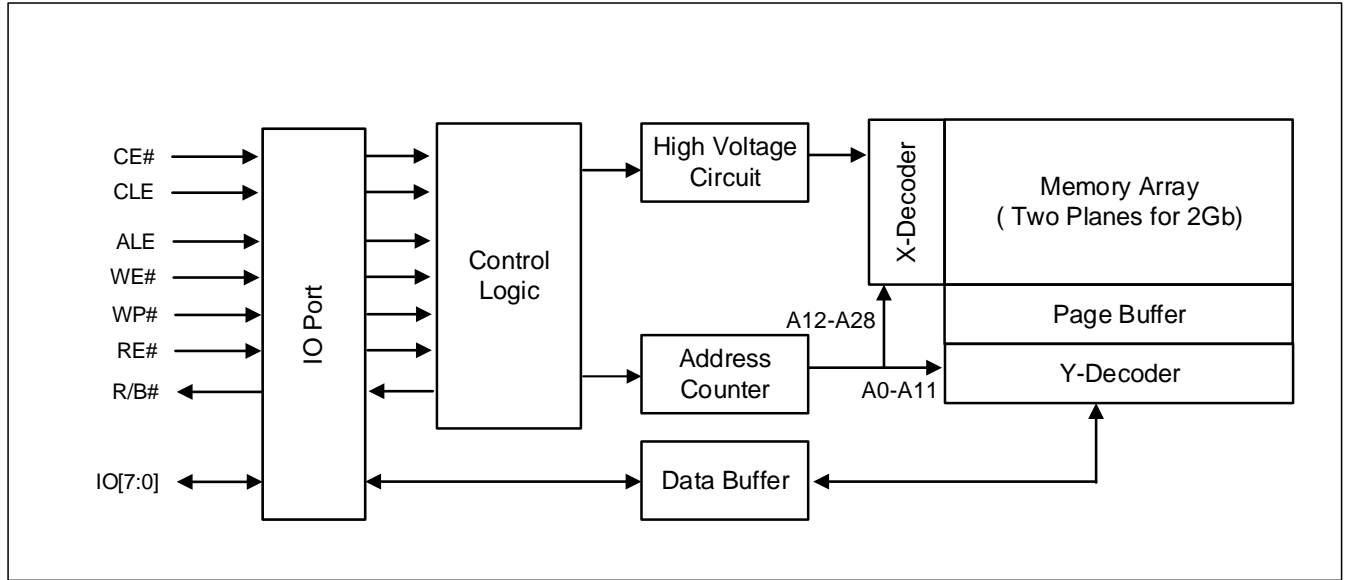 CE#
CLE
ALE
WE#
WP#
RE#
R/B#
IO[7:0]
IO Port
Control
Logic
High Voltage
Circuit
Address
Counter
Data Buffer
X-Decoder
A12-A28
A0-A11
Memory Array
( Two Planes for 2Gb)
Page Buffer
Y-Decoder